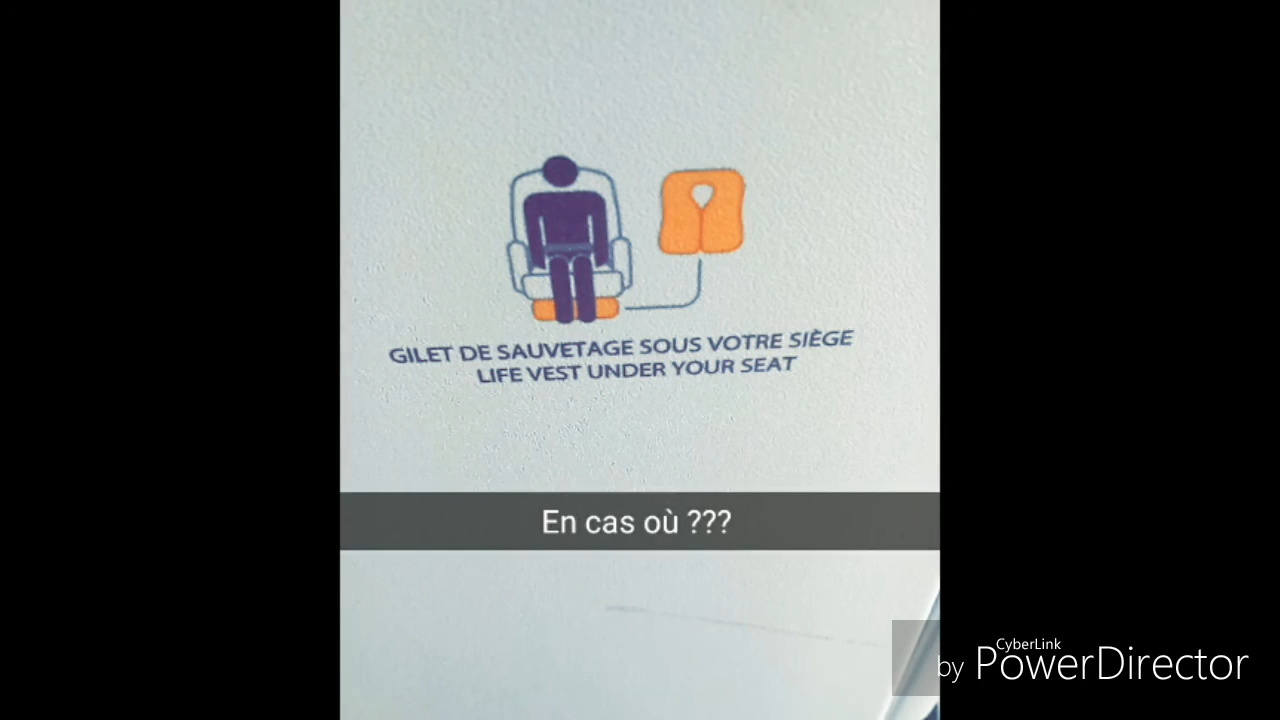 GILET DE SAUVETAGE SOUS VOTRE SIÈGE
LIFE VEST UNDER YOUR SEAT
En cas où ???
CyberLink
by PowerDirector